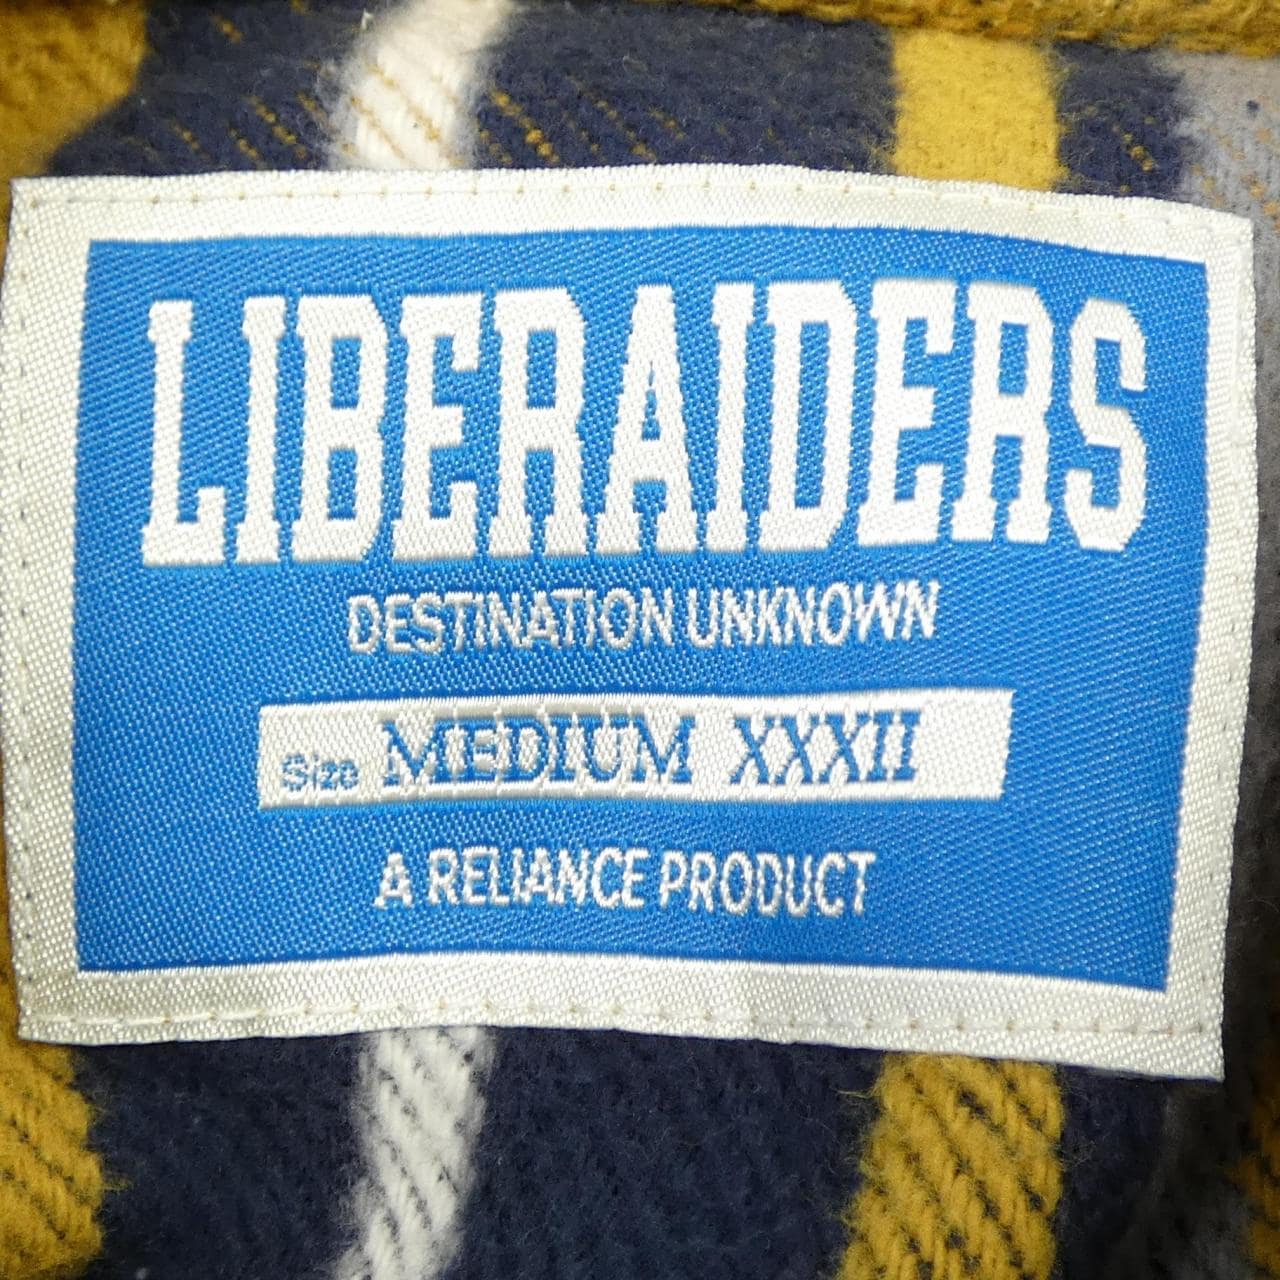 LIBERAIDERS
DESTINATION UNKNOWN
Size MEDIUM XXXII
A RELIANCE PRODUCT